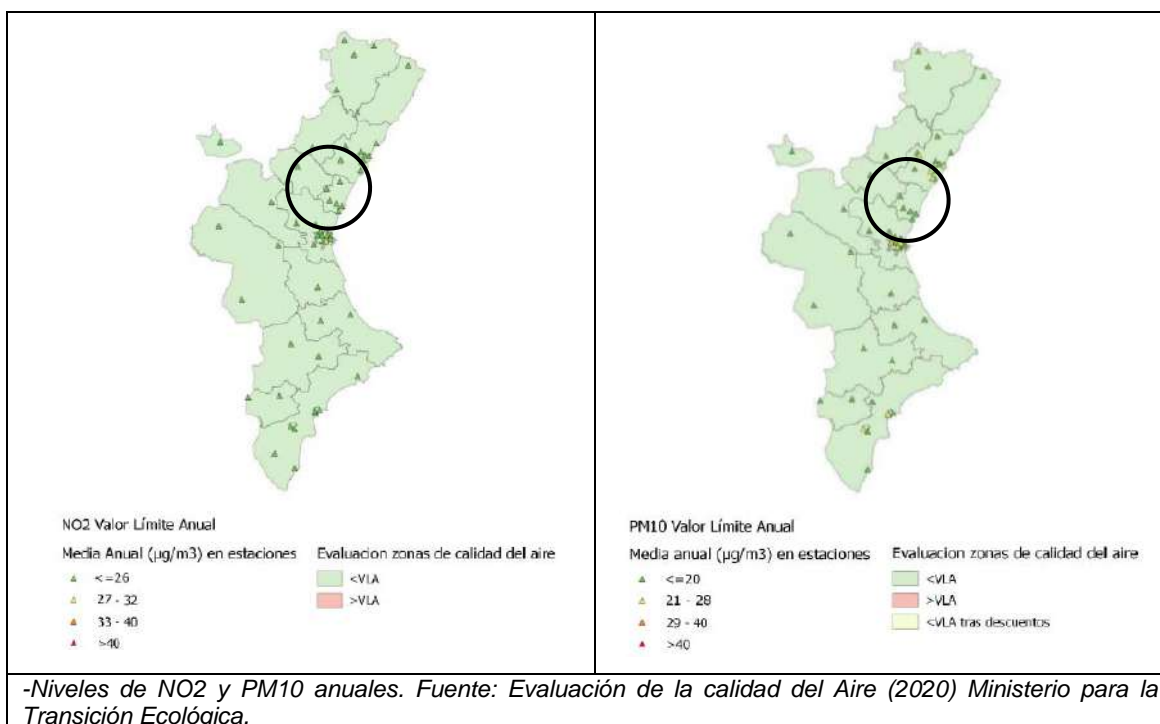 NO2 Valor Límite Anual
Media Anual (µg/m3) en estaciones
<=26
27 - 32
33 - 40
>40
Evaluacion zonas de calidad del aire
<VLA
>VLA
PM10 Valor Límite Anual
Media anual (µg/m3) en estaciones
<=20
21 - 28
29 - 40
>40
Evaluacion zonas de calidad del aire
<VLA
>VLA
<VLA tras descuentos
-Niveles de NO2 y PM10 anuales. Fuente: Evaluación de la calidad del Aire (2020) Ministerio para la
Transición Ecológica.